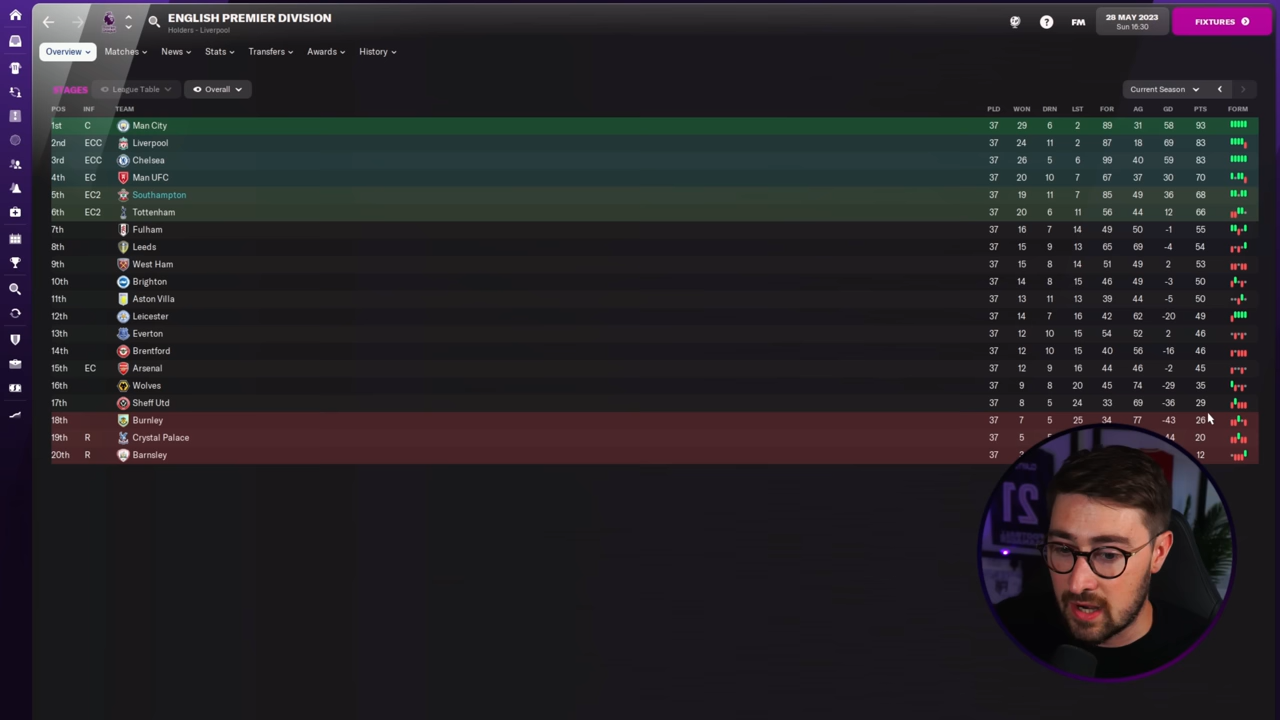 ENGLISH PREMIER DIVISION
Holders - Liverpool
FM
28 MAY 2023
Sun 16:30
FIXTURES
Overview Matches News Stats Transfers Awards History
STAGES League Table Overall Current Season
POS INF TEAM PLD WON DRN LST FOR AG GD PTS FORM
1st C Man City 37 29 6 2 89 31 58 93
2nd ECC Liverpool 37 24 11 2 87 18 69 83
3rd ECC Chelsea 37 26 5 6 99 40 59 83
4th EC Man UFC 37 20 10 7 67 37 30 70
5th EC2 Southampton 37 19 11 7 85 49 36 68
6th EC2 Tottenham 37 20 6 11 56 44 12 66
7th Fulham 37 16 7 14 49 50 -1 55
8th Leeds 37 15 9 13 65 69 -4 54
9th West Ham 37 15 8 14 51 49 2 53
10th Brighton 37 14 8 15 46 49 -3 50
11th Aston Villa 37 13 11 13 39 44 -5 50
12th Leicester 37 14 7 16 42 62 -20 49
13th Everton 37 12 10 15 54 52 2 46
14th Brentford 37 12 10 15 40 56 -16 46
15th EC Arsenal 37 12 9 16 44 46 -2 45
16th Wolves 37 9 8 20 45 74 -29 35
17th Sheff Utd 37 8 5 24 33 69 -36 29
18th Burnley 37 7 5 25 34 77 -43 26
19th R Crystal Palace 37 5 20
20th R Barnsley 37 12
21